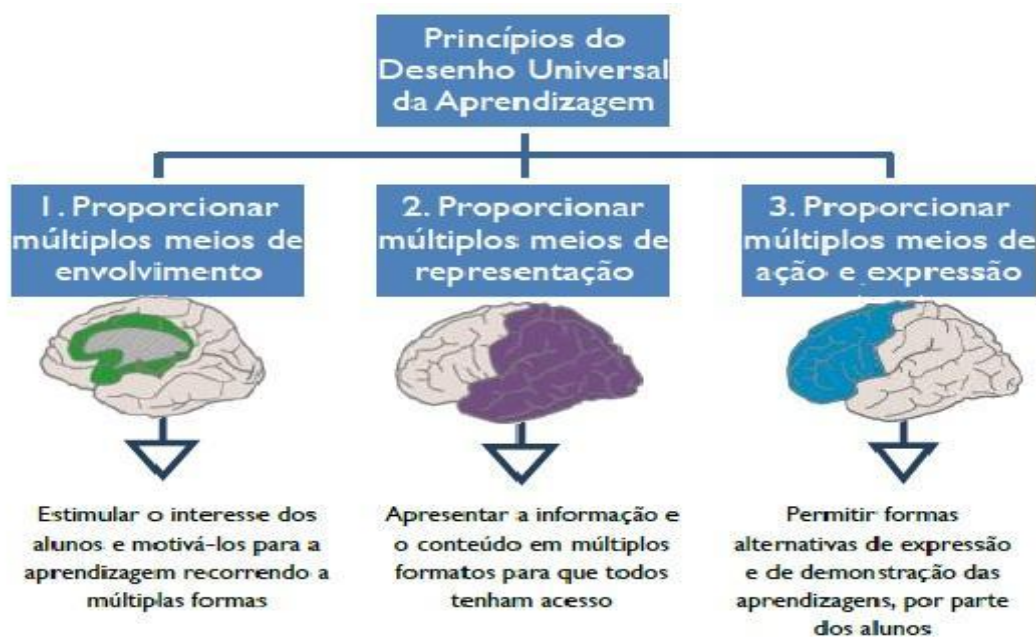 Princípios do
Desenho Universal
da Aprendizagem
1. Proporcionar
múltiplos meios de
envolvimento
2. Proporcionar
múltiplos meios de
representação
3. Proporcionar
múltiplos meios de
ação e expressão
Estimular o interesse dos
alunos e motivá-los para a
aprendizagem recorrendo a
múltiplas formas
Apresentar a informação e
o conteúdo em múltiplos
formatos para que todos
tenham acesso
Permitir formas
alternativas de expressão
e de demonstração das
aprendizagens, por parte
dos alunos